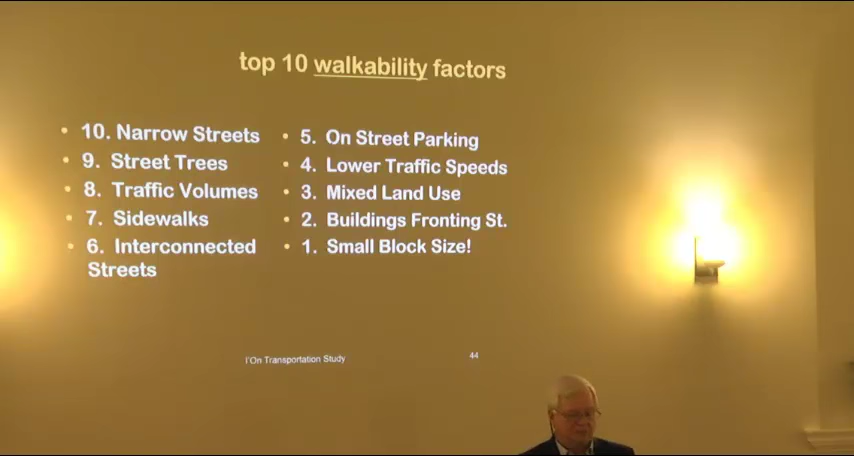 top 10 walkability factors
• 10. Narrow Streets
• 9. Street Trees
• 8. Traffic Volumes
• 7. Sidewalks
• 6. Interconnected
Streets
• 5. On Street Parking
• 4. Lower Traffic Speeds
• 3. Mixed Land Use
• 2. Buildings Fronting St.
• 1. Small Block Size!
I'On Transportation Study
44